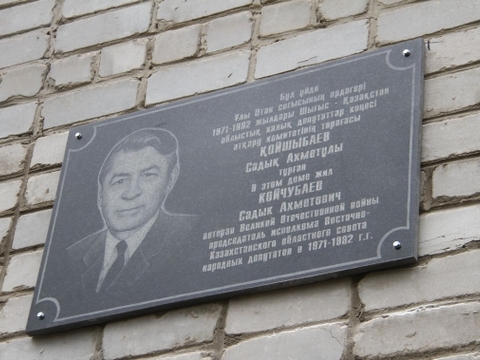 Бұл үйде
Ұлы Отан соғысының ардагері
1971-1982 жылдары Шығыс - Қазақстан
облыстық халық депутаттар кеңесі
атқару комитетінің төрағасы
ҚОЙШЫБАЕВ
Садық Ахметұлы
тұрған
В этом доме жил
КОЙЧУБАЕВ
Садык Ахметович
ветеран Великой Отечественной войны
председатель исполкома Восточно-
Казахстанского областного совета
народных депутатов в 1971-1982 г.г.